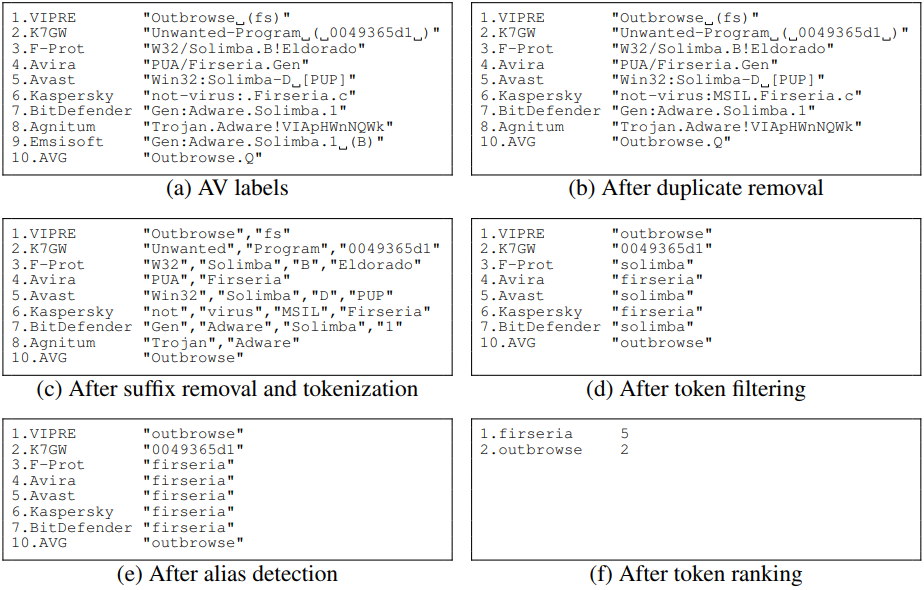 1.VIPRE "Outbrowse␣(fs)"
2.K7GW "Unwanted-Program␣(␣0049365d1␣)"
3.F-Prot "W32/Solimba.B!Eldorado"
4.Avira "PUA/Firseria.Gen"
5.Avast "Win32:Solimba-D␣[PUP]"
6.Kaspersky "not-virus:.Firseria.c"
7.BitDefender "Gen:Adware.Solimba.1"
8.Agnitum "Trojan.Adware!VIApHWnNQWk"
9.Emsisoft "Gen:Adware.Solimba.1␣(B)"
10.AVG "Outbrowse.Q"
(a) AV labels
1.VIPRE "Outbrowse␣(fs)"
2.K7GW "Unwanted-Program␣(␣0049365d1␣)"
3.F-Prot "W32/Solimba.B!Eldorado"
4.Avira "PUA/Firseria.Gen"
5.Avast "Win32:Solimba-D␣[PUP]"
6.Kaspersky "not-virus:MSIL.Firseria.c"
7.BitDefender "Gen:Adware.Solimba.1"
8.Agnitum "Trojan.Adware!VIApHWnNQWk"
10.AVG "Outbrowse.Q"
(b) After duplicate removal
1.VIPRE "Outbrowse","fs"
2.K7GW "Unwanted","Program","0049365d1"
3.F-Prot "W32","Solimba","B","Eldorado"
4.Avira "PUA","Firseria"
5.Avast "Win32","Solimba","D","PUP"
6.Kaspersky "not","virus","MSIL","Firseria"
7.BitDefender "Gen","Adware","Solimba","1"
8.Agnitum "Trojan","Adware"
10.AVG "Outbrowse"
(c) After suffix removal and tokenization
1.VIPRE "outbrowse"
2.K7GW "0049365d1"
3.F-Prot "solimba"
4.Avira "firseria"
5.Avast "solimba"
6.Kaspersky "firseria"
7.BitDefender "solimba"
10.AVG "outbrowse"
(d) After token filtering
1.VIPRE "outbrowse"
2.K7GW "0049365d1"
3.F-Prot "firseria"
4.Avira "firseria"
5.Avast "firseria"
6.Kaspersky "firseria"
7.BitDefender "firseria"
10.AVG "outbrowse"
(e) After alias detection
1.firseria 5
2.outbrowse 2
(f) After token ranking